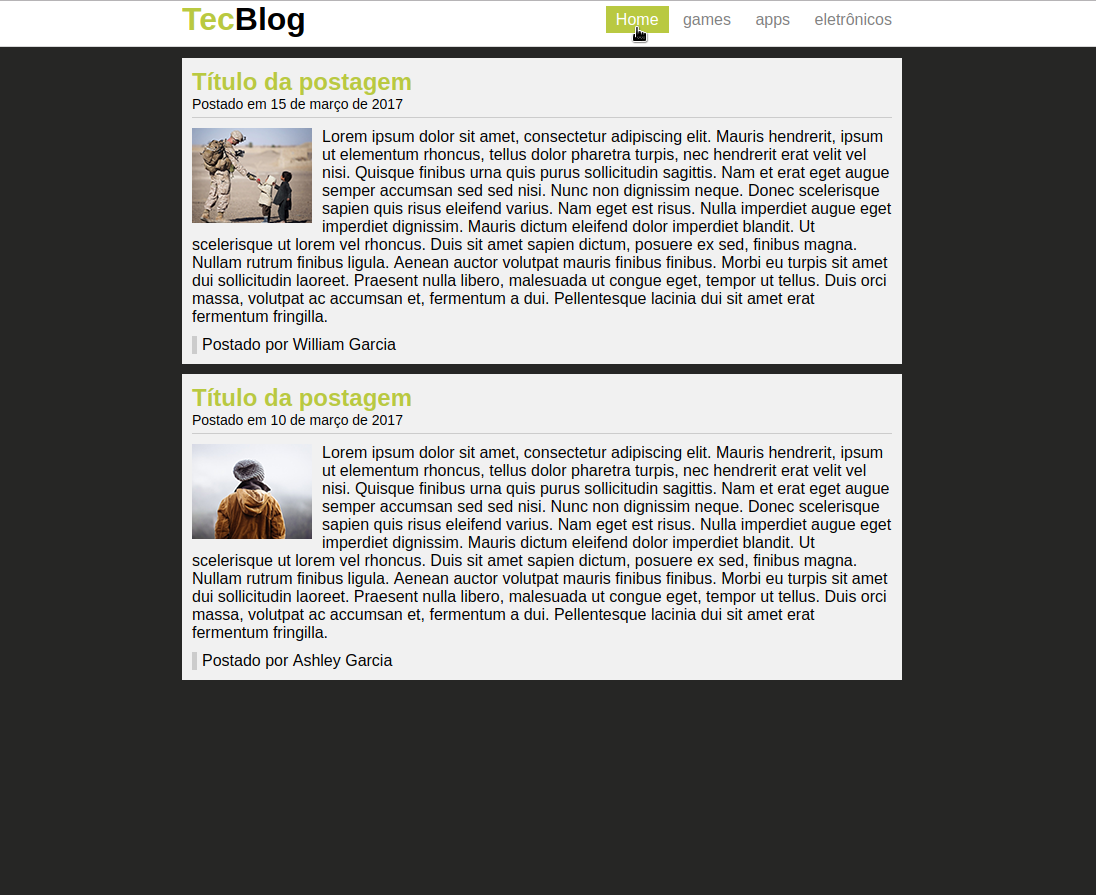 TecBlog
Home games apps eletrônicos
Título da postagem
Postado em 15 de março de 2017
Lorem ipsum dolor sit amet, consectetur adipiscing elit. Mauris hendrerit, ipsum
ut elementum rhoncus, tellus dolor pharetra turpis, nec hendrerit erat velit vel
nisi. Quisque finibus urna quis purus sollicitudin sagittis. Nam et erat eget augue
semper accumsan sed sed nisi. Nunc non dignissim neque. Donec scelerisque
sapien quis risus eleifend varius. Nam eget est risus. Nulla imperdiet augue eget
imperdiet dignissim. Mauris dictum eleifend dolor imperdiet blandit. Ut
scelerisque ut lorem vel rhoncus. Duis sit amet sapien dictum, posuere ex sed, finibus magna.
Nullam rutrum finibus ligula. Aenean auctor volutpat mauris finibus finibus. Morbi eu turpis sit amet
dui sollicitudin laoreet. Praesent nulla libero, malesuada ut congue eget, tempor ut tellus. Duis orci
massa, volutpat ac accumsan et, fermentum a dui. Pellentesque lacinia dui sit amet erat
fermentum fringilla.
Postado por William Garcia
Título da postagem
Postado em 10 de março de 2017
Lorem ipsum dolor sit amet, consectetur adipiscing elit. Mauris hendrerit, ipsum
ut elementum rhoncus, tellus dolor pharetra turpis, nec hendrerit erat velit vel
nisi. Quisque finibus urna quis purus sollicitudin sagittis. Nam et erat eget augue
semper accumsan sed sed nisi. Nunc non dignissim neque. Donec scelerisque
sapien quis risus eleifend varius. Nam eget est risus. Nulla imperdiet augue eget
imperdiet dignissim. Mauris dictum eleifend dolor imperdiet blandit. Ut
scelerisque ut lorem vel rhoncus. Duis sit amet sapien dictum, posuere ex sed, finibus magna.
Nullam rutrum finibus ligula. Aenean auctor volutpat mauris finibus finibus. Morbi eu turpis sit amet
dui sollicitudin laoreet. Praesent nulla libero, malesuada ut congue eget, tempor ut tellus. Duis orci
massa, volutpat ac accumsan et, fermentum a dui. Pellentesque lacinia dui sit amet erat
fermentum fringilla.
Postado por Ashley Garcia